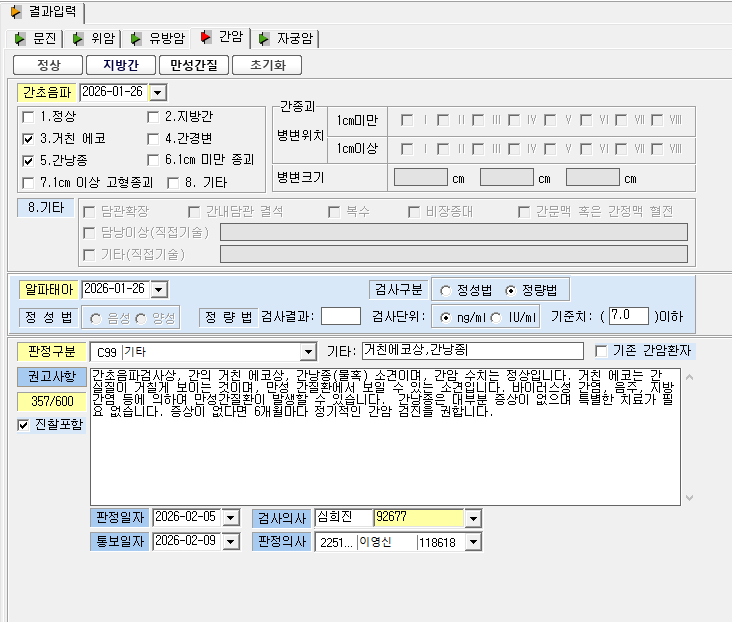 결과입력
문진 위암 유방암 간암 자궁암
정상 지방간 만성간질 초기화
간초음파 2026-01-26
1.정상 2.지방간
3.거친 에코 4.간경변
5.간낭종 6.1cm 미만 종괴
7.1cm 이상 고형종괴 8. 기타
간종괴
병변위치
1cm미만 Ⅰ Ⅱ Ⅲ Ⅳ Ⅴ Ⅵ Ⅶ Ⅷ
1cm이상 Ⅰ Ⅱ Ⅲ Ⅳ Ⅴ Ⅵ Ⅶ Ⅷ
병변크기 cm cm cm
8.기타 담관확장 간내담관 결석 복수 비장종대 간문맥 혹은 간정맥 혈전
담낭이상(직접기술)
기타(직접기술)
알파태아 2026-01-26 검사구분 정성법 정량법
정 성 법 음성 양성 정 량 법 검사결과: 검사단위: ng/ml IU/ml 기준치: ( 7.0 )이하
판정구분 C99 기타 기타: 거친에코상,간낭종 기존 간암환자
권고사항
357/600
진찰포함
간초음파검사상, 간의 거친 에코상, 간낭종(물혹) 소견이며, 간암 수치는 정상입니다. 거친 에코는 간
실질이 거칠게 보이는 것이며, 만성 간질환에서 보일 수 있는 소견입니다. 바이러스성 간염, 음주, 지방
간염 등에 의하며 만성간질환이 발생할 수 있습니다. 간낭종은 대부분 증상이 없으며 특별한 치료가 필
요 없습니다. 증상이 없다면 6개월마다 정기적인 간암 검진을 권합니다.
판정일자 2026-02-05 검사의사 심희진 92677
통보일자 2026-02-09 판정의사 2251... 이영신 118618